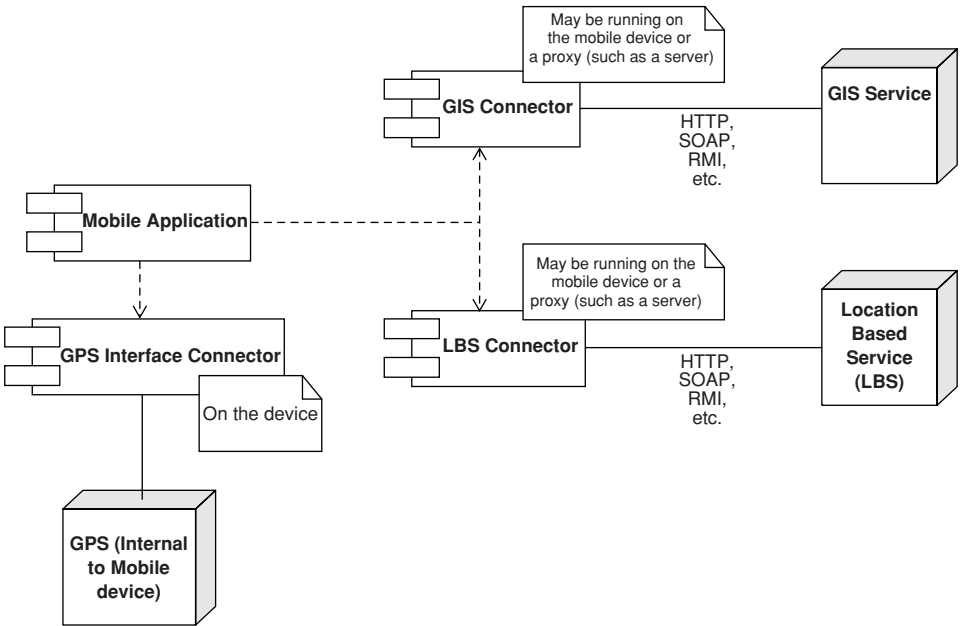 May be running on
the mobile device or
a proxy (such as a server)
GIS Connector
GIS Service
HTTP,
SOAP,
RMI,
etc.
Mobile Application
May be running on the
mobile device or a
proxy (such as a server)
LBS Connector
Location
Based
Service
(LBS)
HTTP,
SOAP,
RMI,
etc.
GPS Interface Connector
On the device
GPS (Internal
to Mobile
device)